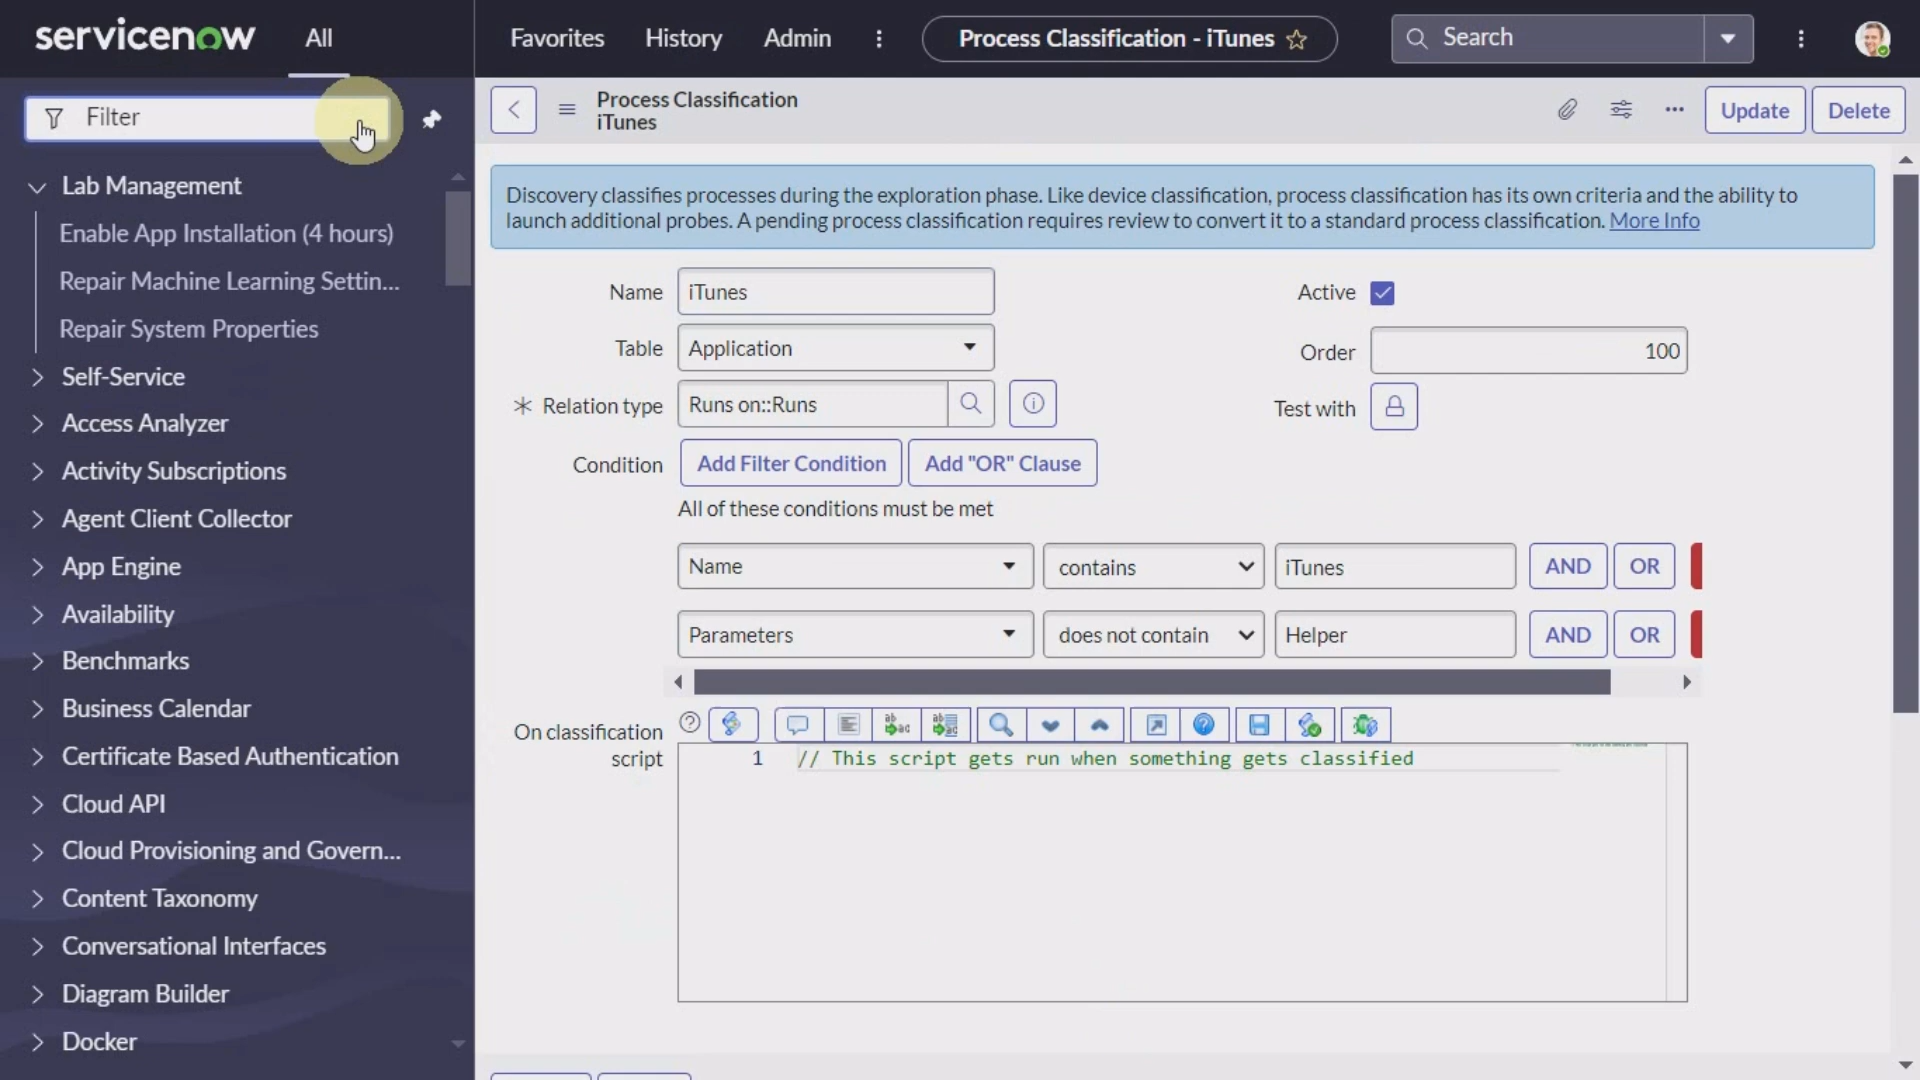 servicenow
All
Favorites
History
Admin
Process Classification - iTunes
Search
Filter
Lab Management
Enable App Installation (4 hours)
Repair Machine Learning Settin...
Repair System Properties
Self-Service
Access Analyzer
Activity Subscriptions
Agent Client Collector
App Engine
Availability
Benchmarks
Business Calendar
Certificate Based Authentication
Cloud API
Cloud Provisioning and Govern...
Content Taxonomy
Conversational Interfaces
Diagram Builder
Docker
Process Classification
iTunes
Update
Delete
Discovery classifies processes during the exploration phase. Like device classification, process classification has its own criteria and the ability to
launch additional probes. A pending process classification requires review to convert it to a standard process classification. More Info
Name
iTunes
Active
Table
Application
Order
100
Relation type
Runs on::Runs
Test with
Condition
Add Filter Condition
Add "OR" Clause
All of these conditions must be met
Name
contains
iTunes
AND
OR
Parameters
does not contain
Helper
AND
OR
On classification
script
1
// This script gets run when something gets classified